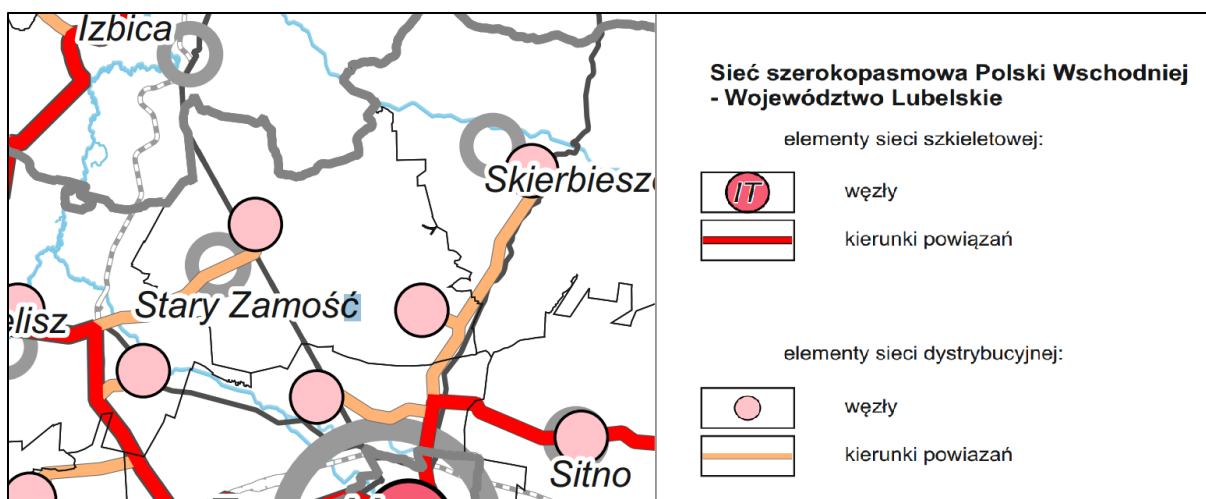 Izbica
Skierbiesz
Stary Zamość
elisz
Sitno
Sieć szerokopasmowa Polski Wschodniej
- Województwo Lubelskie
elementy sieci szkieletowej:
IT
węzły
kierunki powiązań
elementy sieci dystrybucyjnej:
węzły
kierunki powiazań